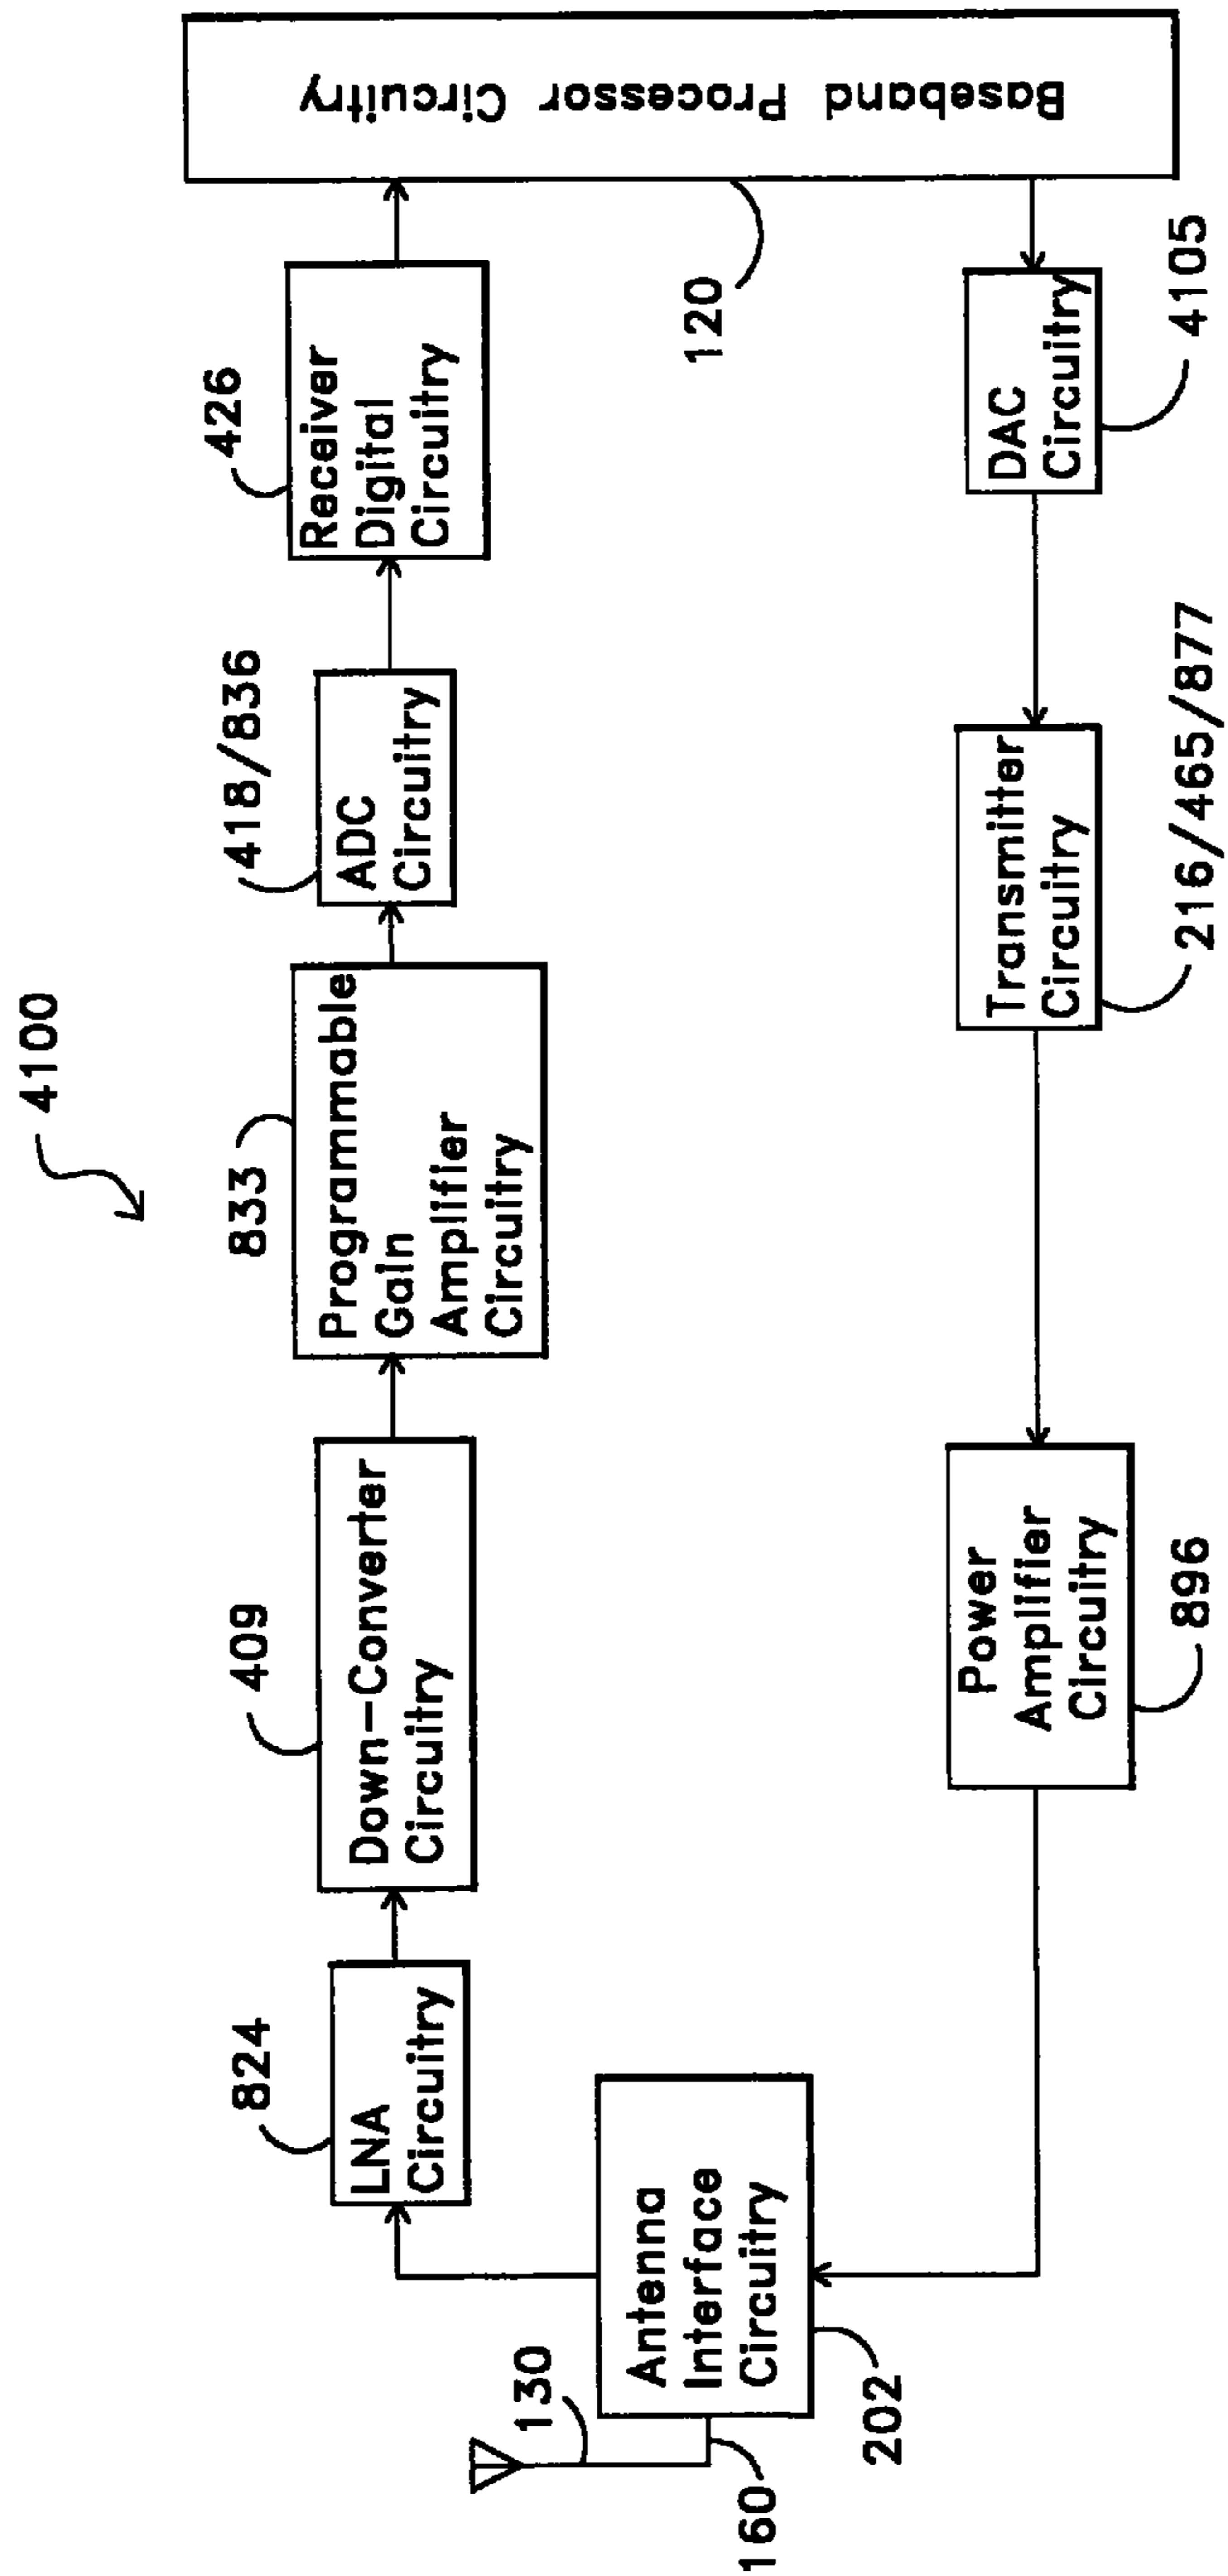 4100
824
LNA
Circuitry
409
Down-Converter
Circuitry
833
Programmable
Gain
Amplifier
Circuitry
418/836
ADC
Circuitry
426
Receiver
Digital
Circuitry
Baseband Processor Circuitry
120
130
160
Antenna
Interface
Circuitry
202
Power
Amplifier
Circuitry
896
Transmitter
Circuitry
216/465/877
DAC
Circuitry
4105